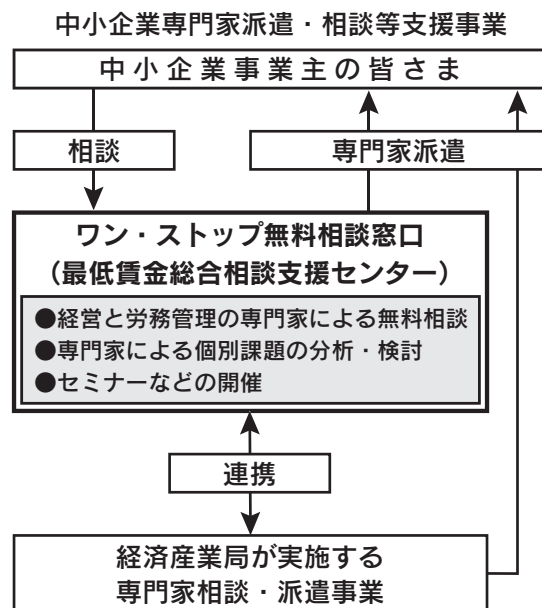 中小企業専門家派遣・相談等支援事業
中小企業事業主の皆さま
相談
専門家派遣
ワン・ストップ無料相談窓口
（最低賃金総合相談支援センター）
●経営と労務管理の専門家による無料相談
●専門家による個別課題の分析・検討
●セミナーなどの開催
連携
経済産業局が実施する
専門家相談・派遣事業